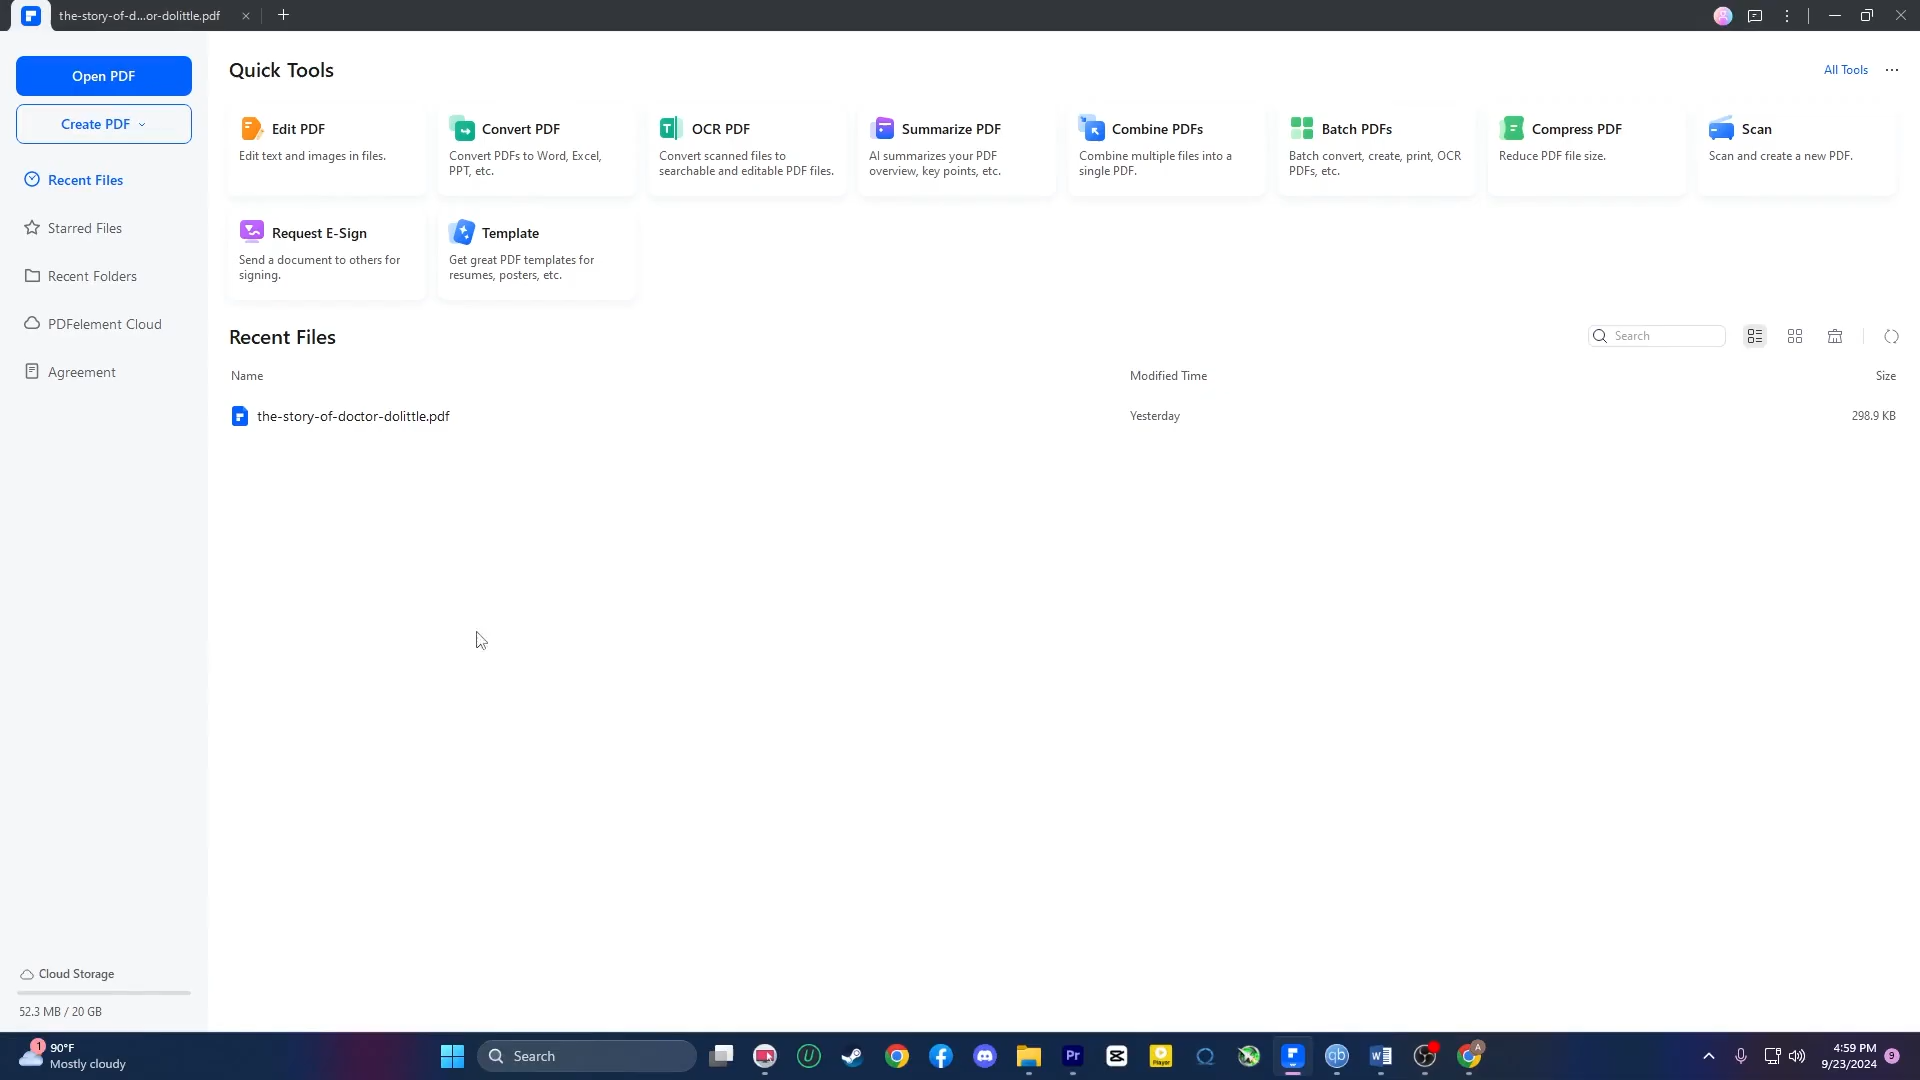 the-story-of-d...or-dolittle.pdf
Open PDF
Create PDF
Recent Files
Starred Files
Recent Folders
PDFelement Cloud
Agreement
Quick Tools
All Tools
Edit PDF
Edit text and images in files.
Convert PDF
Convert PDFs to Word, Excel,
PPT, etc.
OCR PDF
Convert scanned files to
searchable and editable PDF files.
Summarize PDF
AI summarizes your PDF
overview, key points, etc.
Combine PDFs
Combine multiple files into a
single PDF.
Batch PDFs
Batch convert, create, print, OCR
PDFs, etc.
Compress PDF
Reduce PDF file size.
Scan
Scan and create a new PDF.
Request E-Sign
Send a document to others for
signing.
Template
Get great PDF templates for
resumes, posters, etc.
Recent Files
Search
Name Modified Time Size
the-story-of-doctor-dolittle.pdf Yesterday 298.9 KB
Cloud Storage
52.3 MB / 20 GB
1
90°F
Mostly cloudy
Search
Pr
Player
qb
W
A
4:59 PM
9/23/2024
9